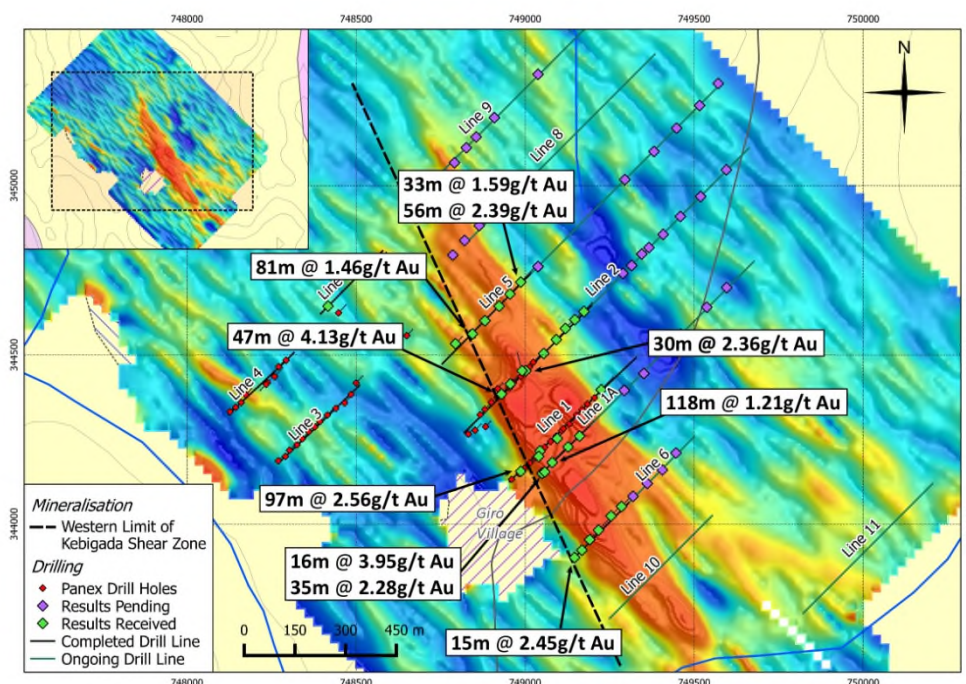 748000
748500
749000
749500
750000
N
345000
345000
Line 9
Line 8
33m @ 1.59g/t Au
56m @ 2.39g/t Au
81m @ 1.46g/t Au
Line
Line 5
Line 2
47m @ 4.13g/t Au
30m @ 2.36g/t Au
344500
344500
Line 4
Line 3
Line 1
Line 1A
118m @ 1.21g/t Au
Line 6
97m @ 2.56g/t Au
Giro
Village
344000
344000
Line 11
Line 10
16m @ 3.95g/t Au
35m @ 2.28g/t Au
15m @ 2.45g/t Au
Mineralisation
Western Limit of
Kebigada Shear Zone
Drilling
Panex Drill Holes
Results Pending
Results Received
Completed Drill Line
Ongoing Drill Line
0 150 300 450 m
748000
748500
749000
749500
750000